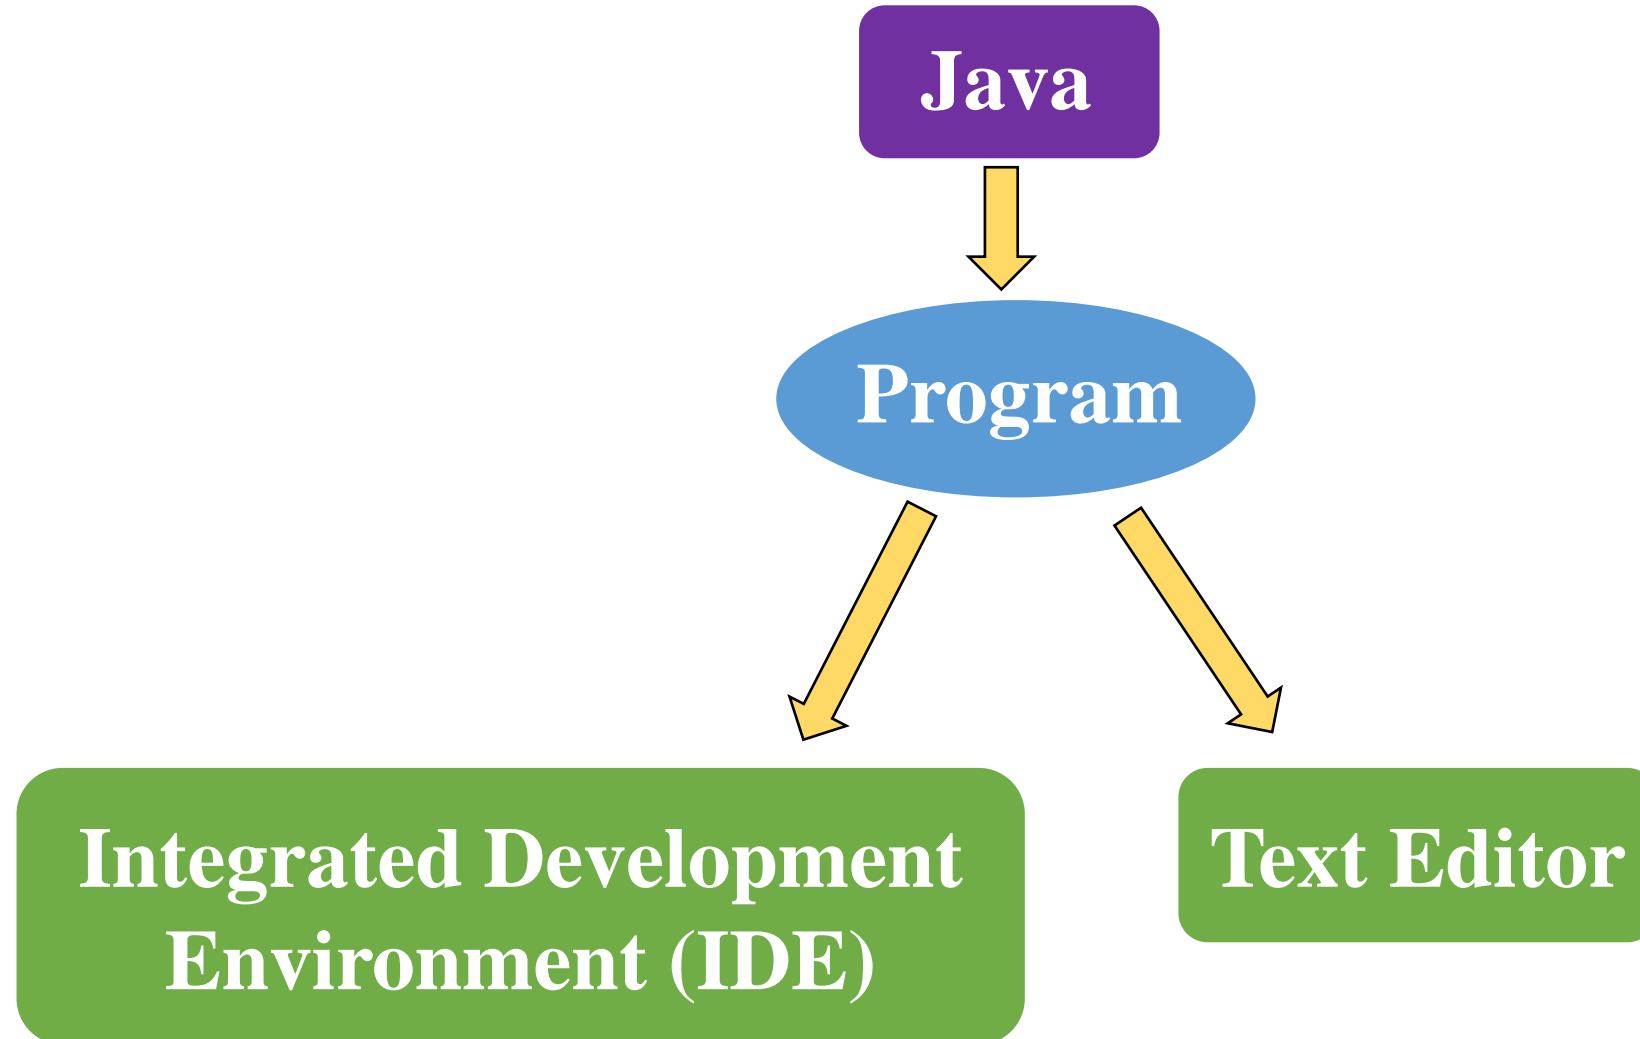 Java
Program
Integrated Development
Environment (IDE)
Text Editor